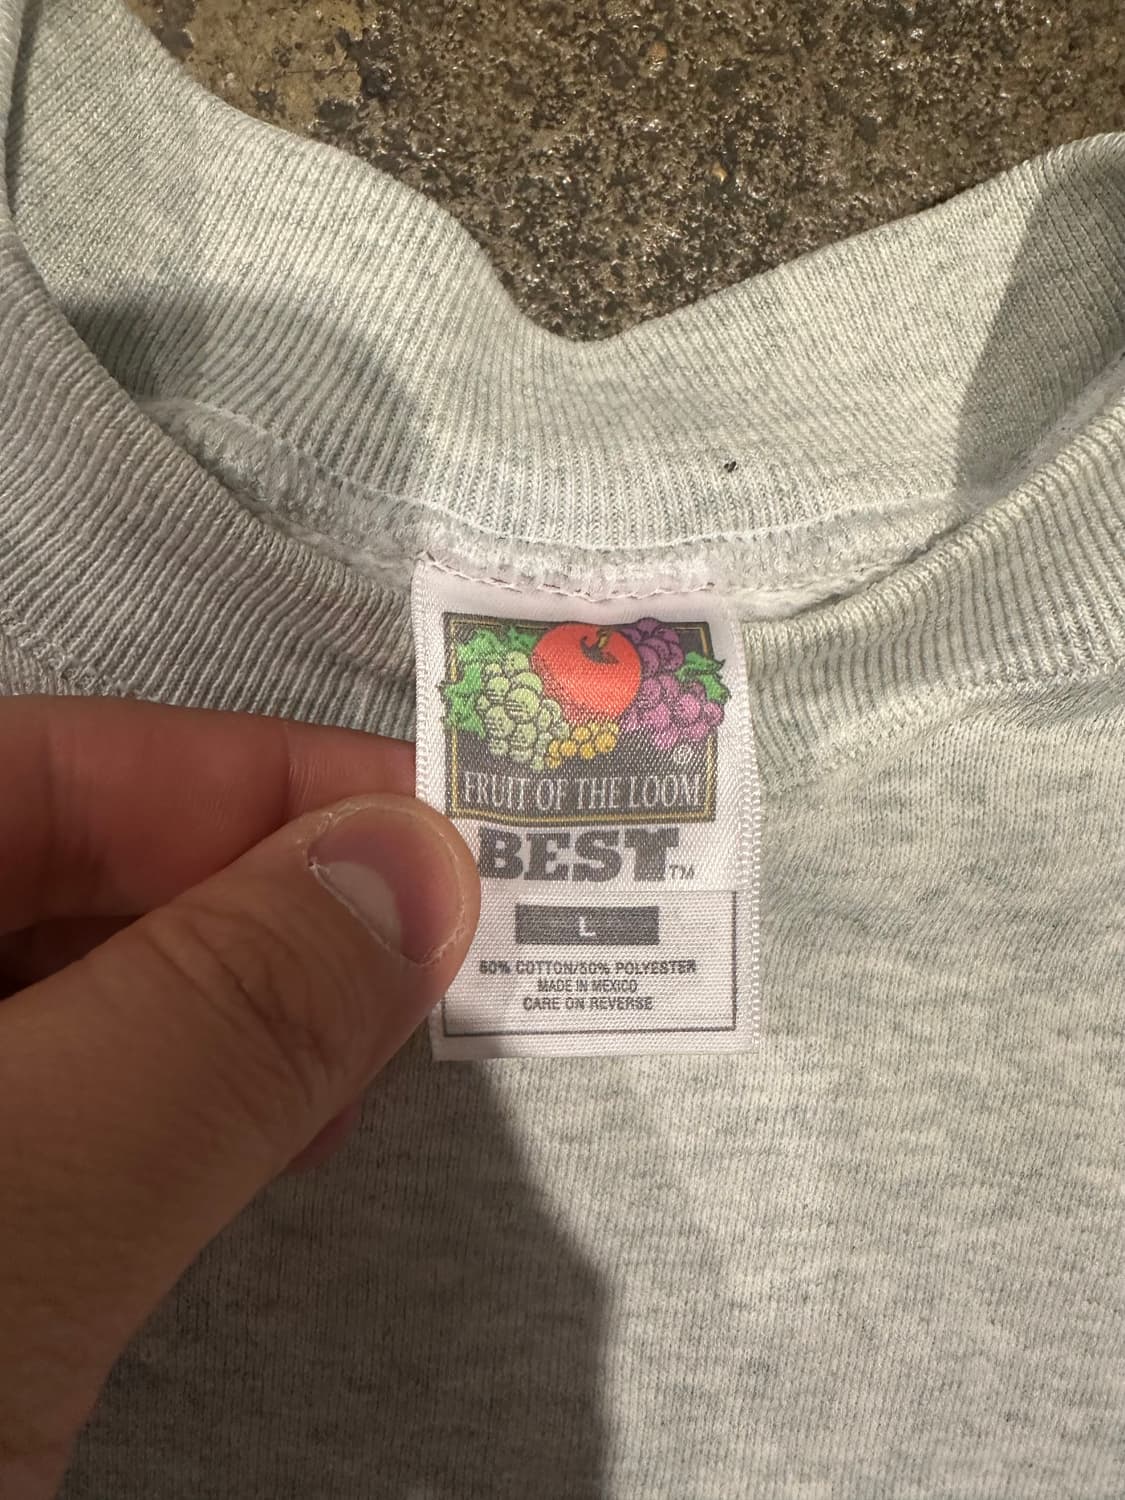 ®
FRUIT OF THE LOOM
BEST™
L
50% COTTON/50% POLYESTER
MADE IN MEXICO
CARE ON REVERSE